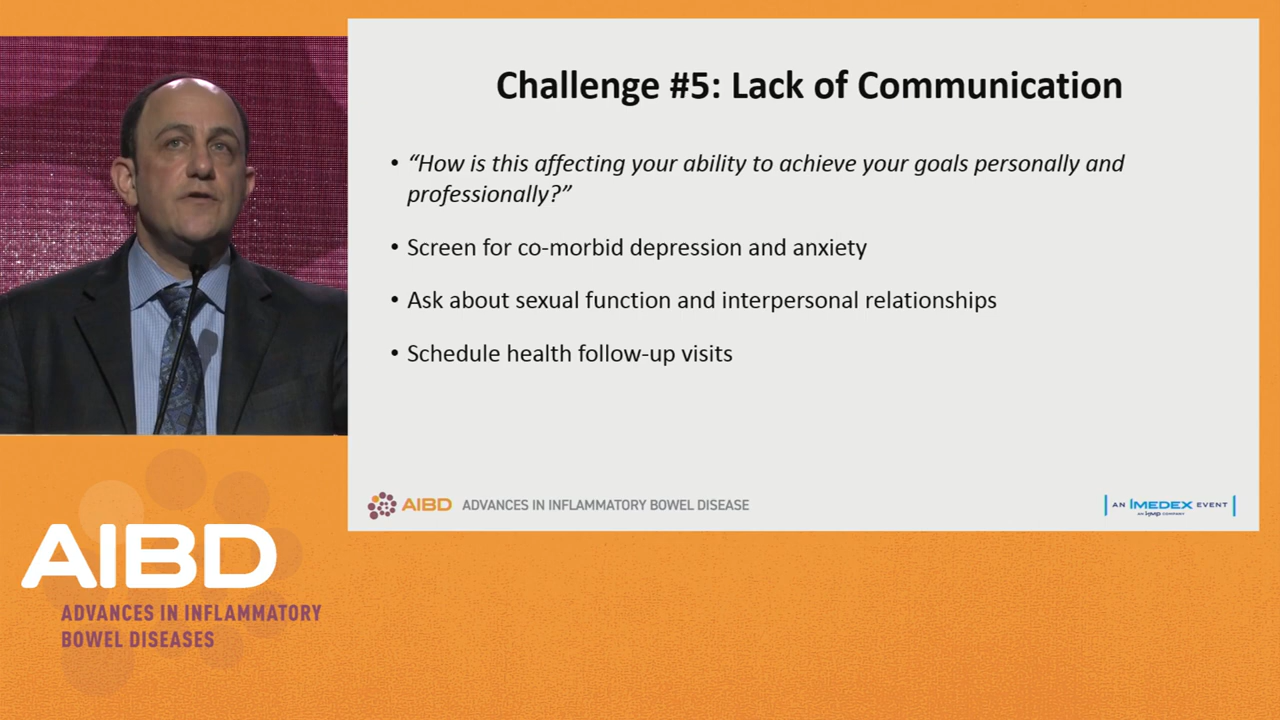 Challenge #5: Lack of Communication
• “How is this affecting your ability to achieve your goals personally and
professionally?”
• Screen for co-morbid depression and anxiety
• Ask about sexual function and interpersonal relationships
• Schedule health follow-up visits
AIBD ADVANCES IN INFLAMMATORY BOWEL DISEASE
AN IMEDEX EVENT
AIBD
ADVANCES IN INFLAMMATORY
BOWEL DISEASES